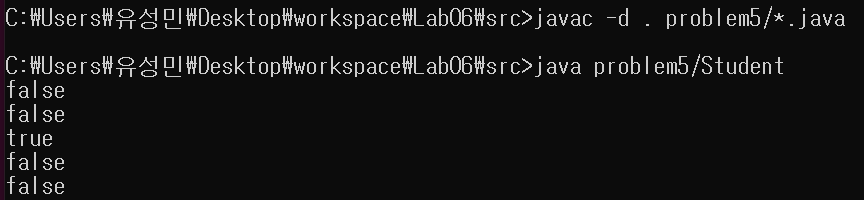 C:₩Users₩유성민₩Desktop₩workspace₩Lab06₩src>javac -d . problem5/*.java
C:₩Users₩유성민₩Desktop₩workspace₩Lab06₩src>java problem5/Student
false
false
true
false
false